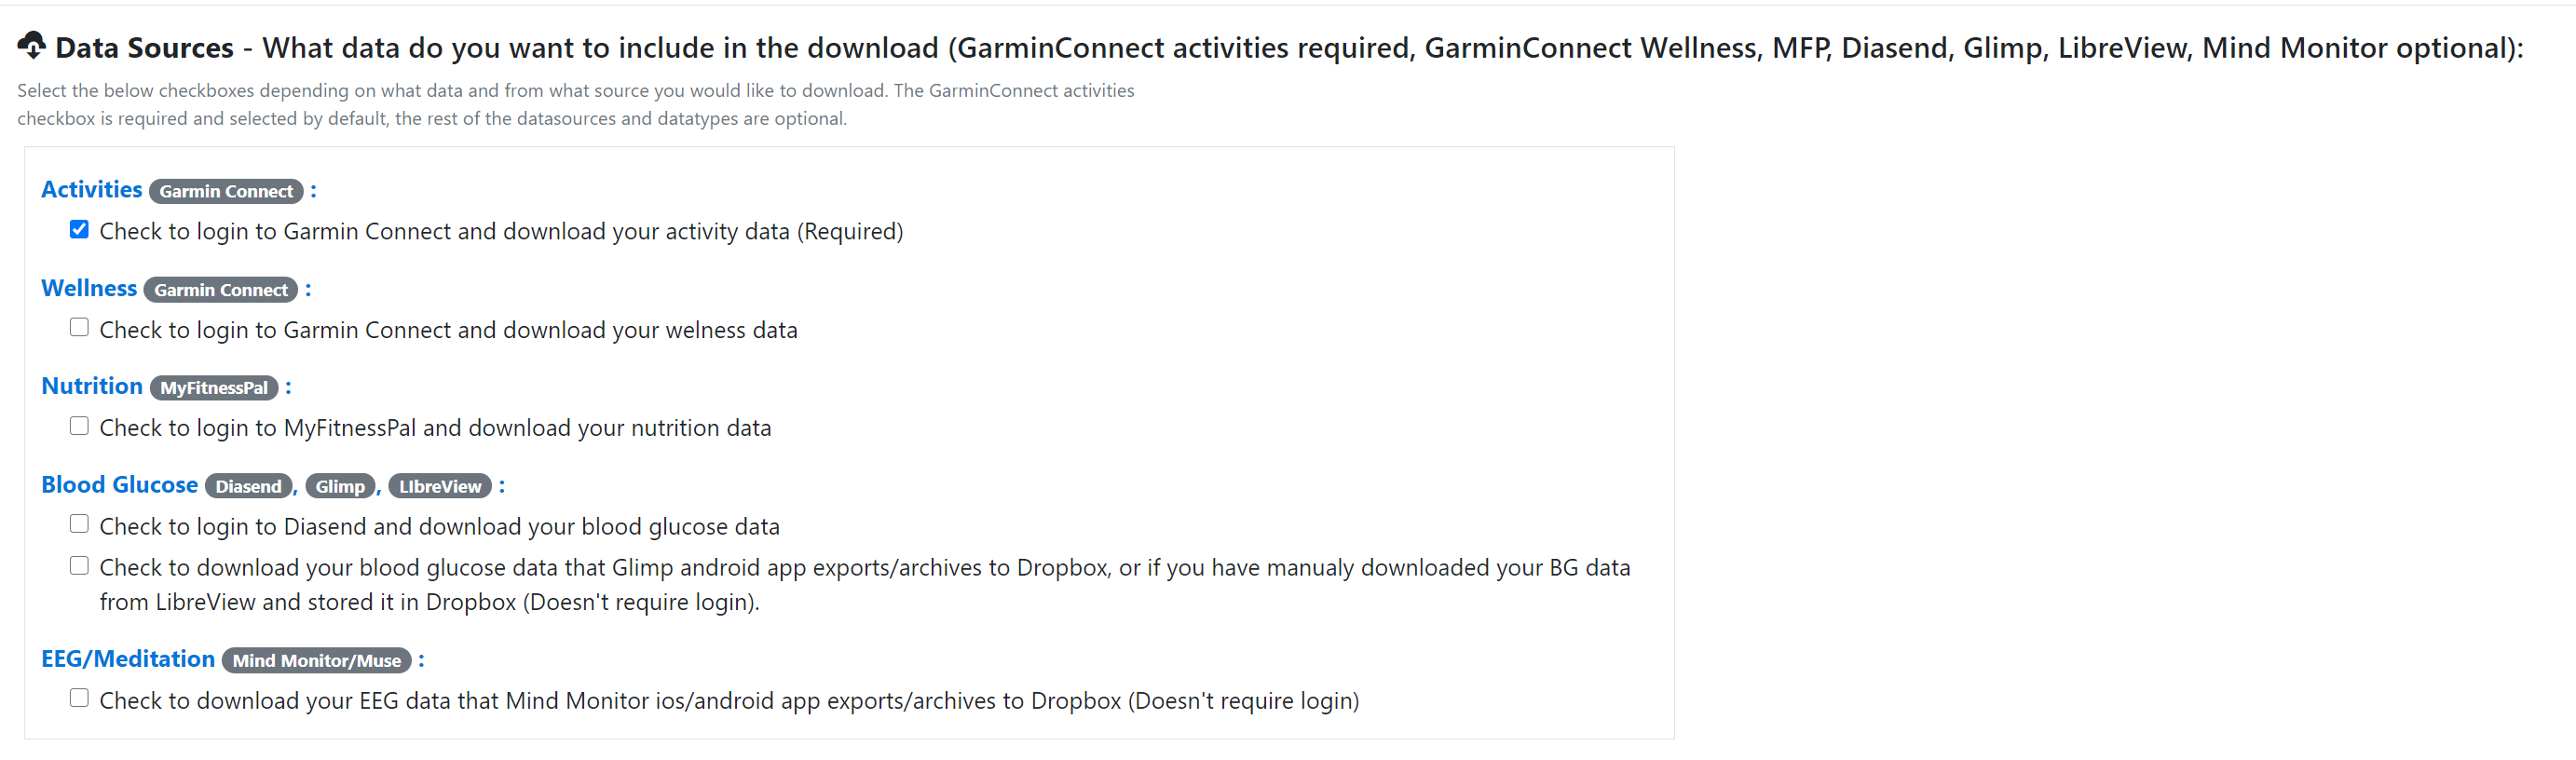 Data Sources - What data do you want to include in the download (GarminConnect activities required, GarminConnect Wellness, MFP, Diasend, Glimp, LibreView, Mind Monitor optional):
Select the below checkboxes depending on what data and from what source you would like to download. The GarminConnect activities
checkbox is required and selected by default, the rest of the datasources and datatypes are optional.
Activities Garmin Connect :
Check to login to Garmin Connect and download your activity data (Required)
Wellness Garmin Connect :
Check to login to Garmin Connect and download your welness data
Nutrition MyFitnessPal :
Check to login to MyFitnessPal and download your nutrition data
Blood Glucose Diasend, Glimp, LIbreView :
Check to login to Diasend and download your blood glucose data
Check to download your blood glucose data that Glimp android app exports/archives to Dropbox, or if you have manualy downloaded your BG data
from LibreView and stored it in Dropbox (Doesn't require login).
EEG/Meditation Mind Monitor/Muse :
Check to download your EEG data that Mind Monitor ios/android app exports/archives to Dropbox (Doesn't require login)